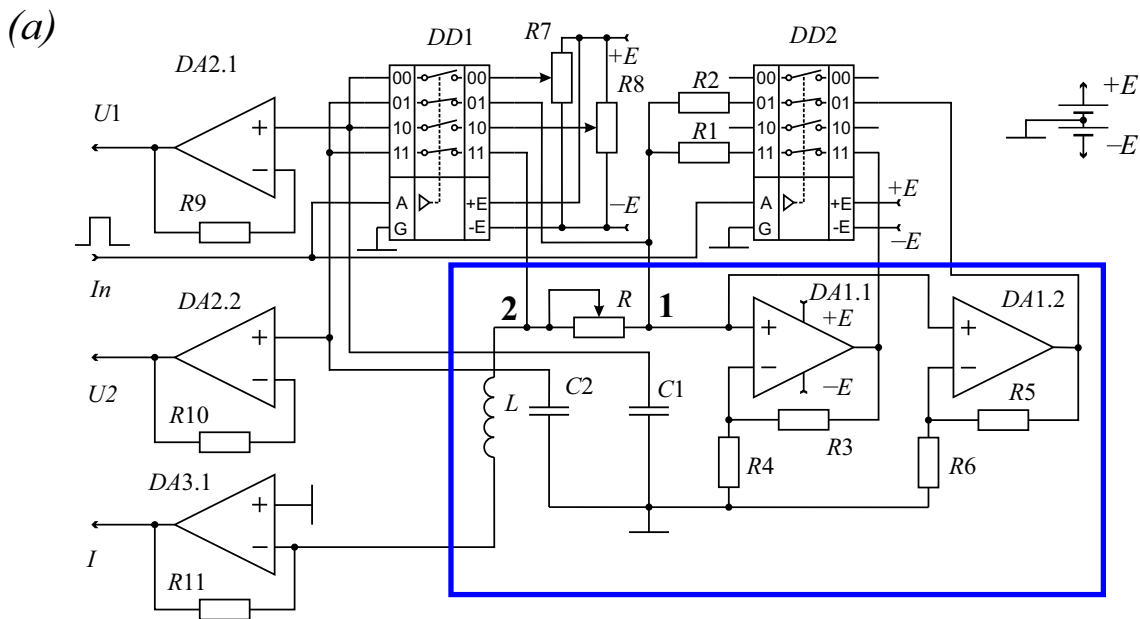 (a)
DD1
R7
DD2
DA2.1
+E
R8
R2
+E
U1
00
01
10
11
A
G
00
01
10
11
+E
-E
R1
00
01
10
11
A
G
00
01
10
11
+E
-E
–E
+
−
R9
–E
+E
–E
In
DA2.2
2
R
1
DA1.1
DA1.2
+
−
+E
–E
+
−
+
−
U2
R10
L
C2
C1
R3
R5
R4
R6
DA3.1
+
−
I
R11